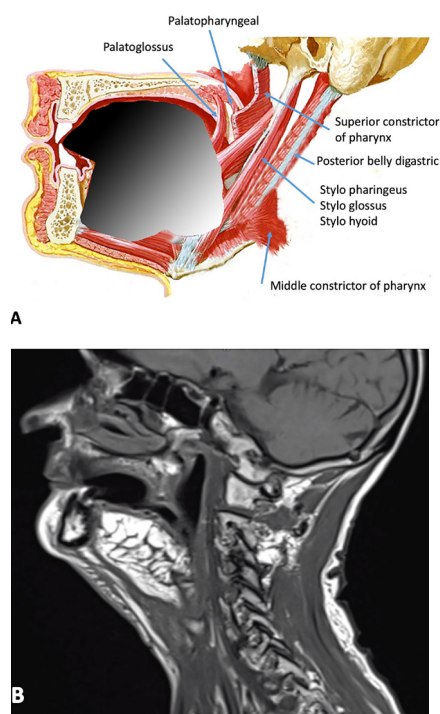 Palatopharyngeal
Palatoglossus
Superior constrictor
of pharynx
Posterior belly digastric
Stylo pharingeus
Stylo glossus
Stylo hyoid
Middle constrictor of pharynx
A
B